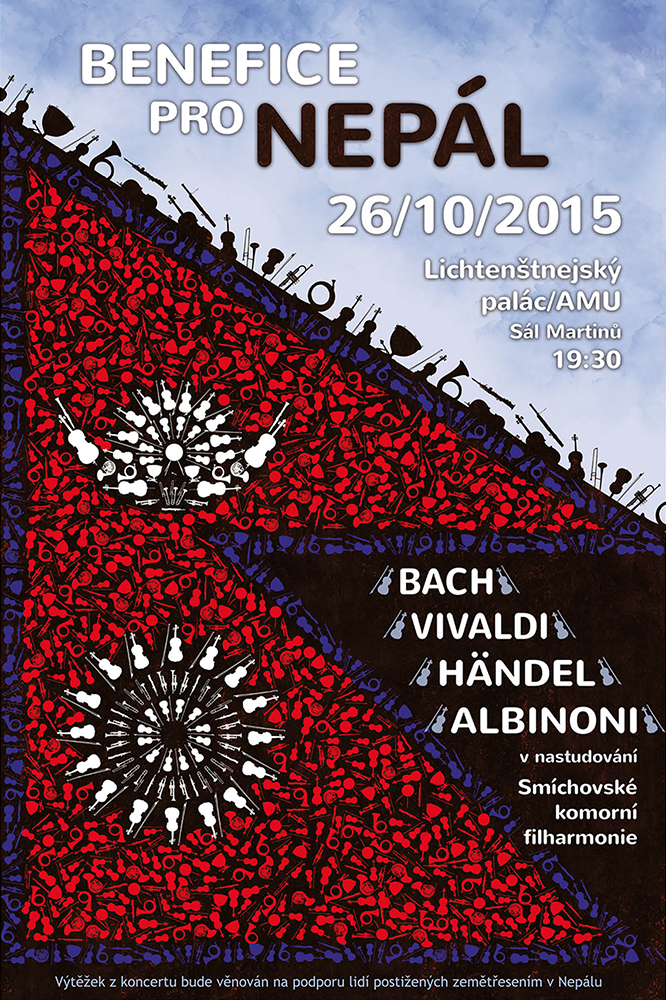 BENEFICE
PRO NEPÁL
26/10/2015
Lichtenštnejský
palác/AMU
Sál Martinů
19:30
BACH
VIVALDI
HÄNDEL
ALBINONI
v nastudování
Smíchovské
komorní
filharmonie
Výtěžek z koncertu bude věnován na podporu lidí postižených zemětřesením v Nepálu